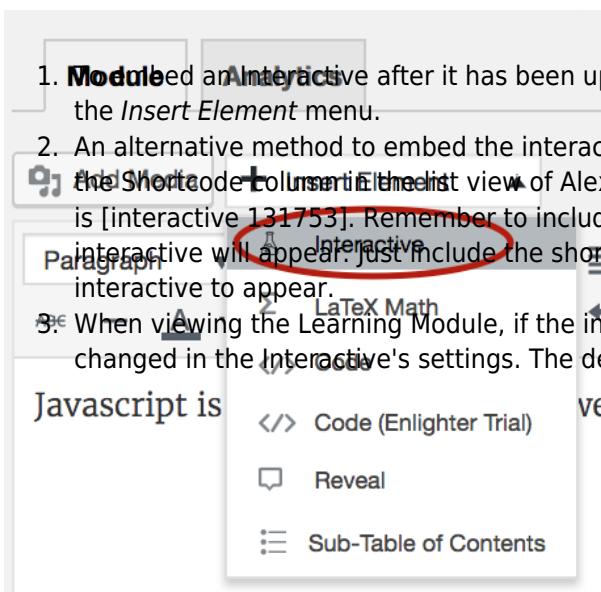 Module Analytics
1. To embed an Interactive after it has been up
the Insert Element menu.
2. An alternative method to embed the interac
Add Media Insert Element
the Shortcode column in the list view of Alex
is [interactive 131753]. Remember to includ
Interactive
interactive will appear. Just include the shor
Paragraph
interactive to appear.
LaTeX Math
ABC A
3. When viewing the Learning Module, if the in
changed in the Interactive's settings. The de
Code
Javascript is we
Code (Enlighter Trial)
Reveal
Sub-Table of Contents